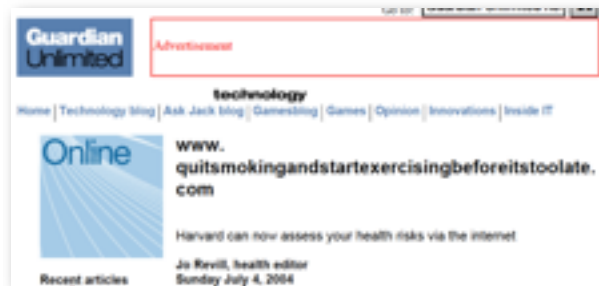 Guardian
Unlimited
Advertisement
technology
Home | Technology blog | Ask Jack blog | Gamesblog | Games | Opinion | Innovations | Inside IT
Online
www.
quitsmokingandstartexercisingbeforeitstoolate.
com
Harvard can now assess your health risks via the internet
Jo Revill, health editor
Recent articles
Sunday July 4, 2004